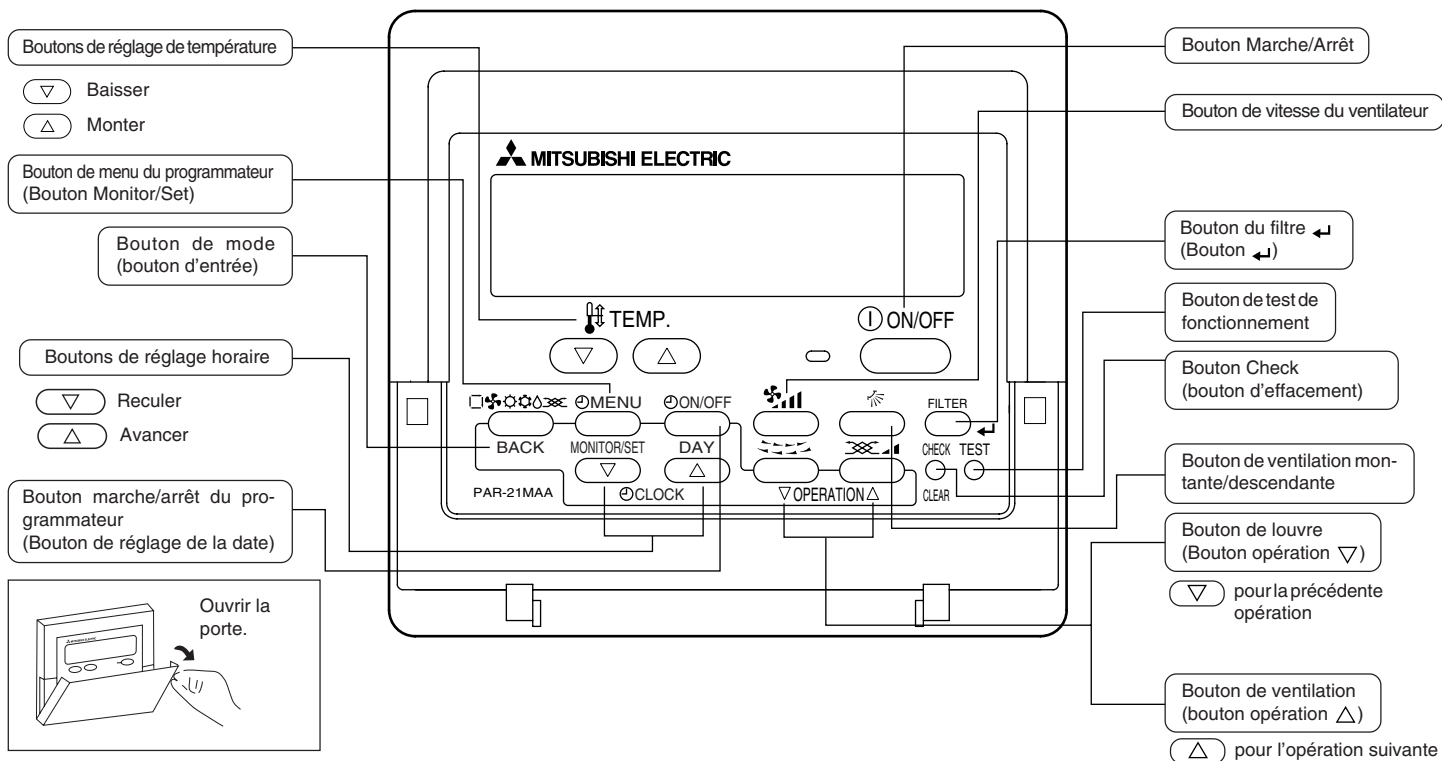 Boutons de réglage de température
▽ Baisser
△ Monter
Bouton de menu du programmateur
(Bouton Monitor/Set)
Bouton de mode
(bouton d'entrée)
Boutons de réglage horaire
▽ Reculer
△ Avancer
Bouton marche/arrêt du pro-
grammateur
(Bouton de réglage de la date)
Ouvrir la
porte.
MITSUBISHI ELECTRIC
TEMP.
ON/OFF
▽ △
MENU
ON/OFF
FILTER
BACK
MONITOR/SET
DAY
CHECK TEST
▽ △
PAR-21MAA
CLOCK
▽ OPERATION △
CLEAR
Bouton Marche/Arrêt
Bouton de vitesse du ventilateur
Bouton du filtre ↵
(Bouton ↵)
Bouton de test de
fonctionnement
Bouton Check
(bouton d'effacement)
Bouton de ventilation mon-
tante/descendante
Bouton de louvre
(Bouton opération ▽)
▽ pour la précédente
opération
Bouton de ventilation
(bouton opération △)
△ pour l'opération suivante